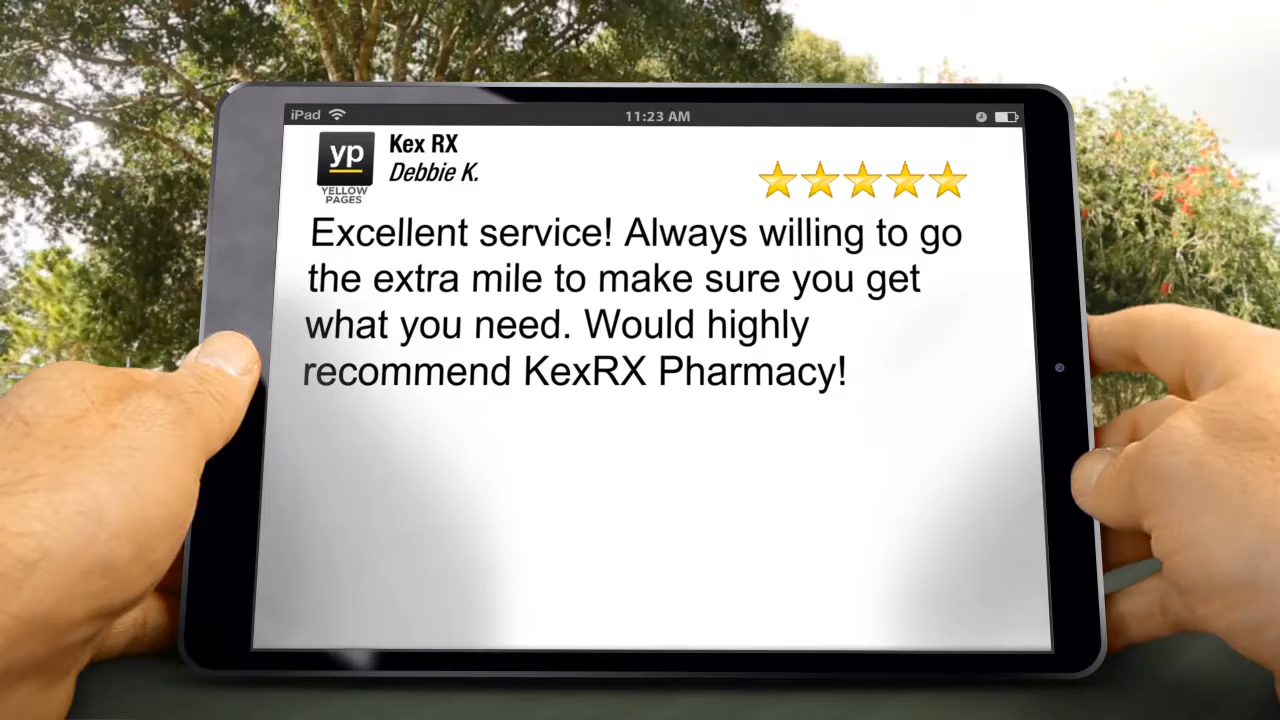 iPad 11:23 AM
yp
YELLOW
PAGES
Kex RX
Debbie K.
Excellent service! Always willing to go
the extra mile to make sure you get
what you need. Would highly
recommend KexRX Pharmacy!